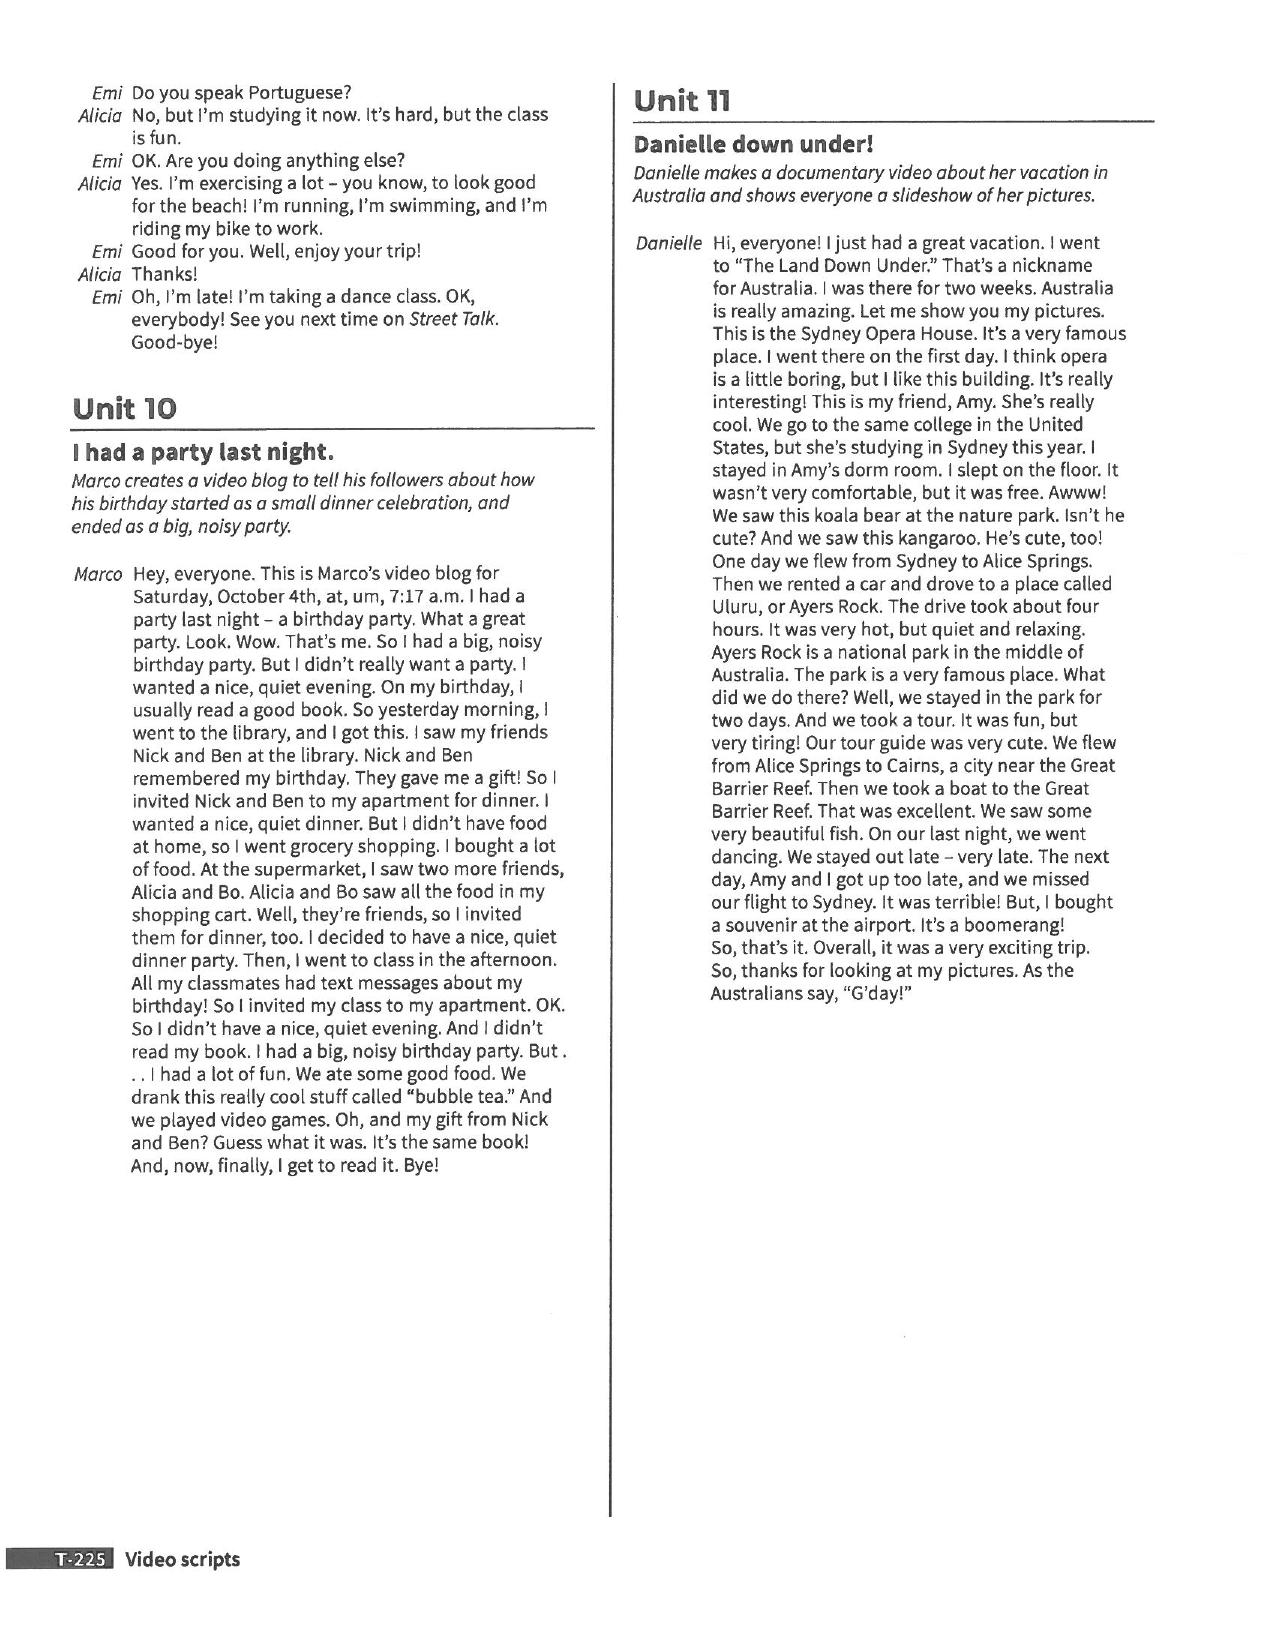 Emi Do you speak Portuguese?
Alicia No, but I'm studying it now. It's hard, but the class
is fun.
Emi OK. Are you doing anything else?
Alicia Yes. I'm exercising a lot – you know, to look good
for the beach! I'm running, I'm swimming, and I'm
riding my bike to work.
Emi Good for you. Well, enjoy your trip!
Alicia Thanks!
Emi Oh, I'm late! I'm taking a dance class. OK,
everybody! See you next time on Street Talk.
Good-bye!
Unit 10
I had a party last night.
Marco creates a video blog to tell his followers about how
his birthday started as a small dinner celebration, and
ended as a big, noisy party.
Marco Hey, everyone. This is Marco's video blog for
Saturday, October 4th, at, um, 7:17 a.m. I had a
party last night – a birthday party. What a great
party. Look. Wow. That's me. So I had a big, noisy
birthday party. But I didn't really want a party. I
wanted a nice, quiet evening. On my birthday, I
usually read a good book. So yesterday morning, I
went to the library, and I got this. I saw my friends
Nick and Ben at the library. Nick and Ben
remembered my birthday. They gave me a gift! So I
invited Nick and Ben to my apartment for dinner. I
wanted a nice, quiet dinner. But I didn't have food
at home, so I went grocery shopping. I bought a lot
of food. At the supermarket, I saw two more friends,
Alicia and Bo. Alicia and Bo saw all the food in my
shopping cart. Well, they're friends, so I invited
them for dinner, too. I decided to have a nice, quiet
dinner party. Then, I went to class in the afternoon.
All my classmates had text messages about my
birthday! So I invited my class to my apartment. OK.
So I didn't have a nice, quiet evening. And I didn't
read my book. I had a big, noisy birthday party. But .
. . I had a lot of fun. We ate some good food. We
drank this really cool stuff called "bubble tea." And
we played video games. Oh, and my gift from Nick
and Ben? Guess what it was. It's the same book!
And, now, finally, I get to read it. Bye!
Unit 11
Danielle down under!
Danielle makes a documentary video about her vacation in
Australia and shows everyone a slideshow of her pictures.
Danielle Hi, everyone! I just had a great vacation. I went
to "The Land Down Under." That's a nickname
for Australia. I was there for two weeks. Australia
is really amazing. Let me show you my pictures.
This is the Sydney Opera House. It's a very famous
place. I went there on the first day. I think opera
is a little boring, but I like this building. It's really
interesting! This is my friend, Amy. She's really
cool. We go to the same college in the United
States, but she's studying in Sydney this year. I
stayed in Amy's dorm room. I slept on the floor. It
wasn't very comfortable, but it was free. Awww!
We saw this koala bear at the nature park. Isn't he
cute? And we saw this kangaroo. He's cute, too!
One day we flew from Sydney to Alice Springs.
Then we rented a car and drove to a place called
Uluru, or Ayers Rock. The drive took about four
hours. It was very hot, but quiet and relaxing.
Ayers Rock is a national park in the middle of
Australia. The park is a very famous place. What
did we do there? Well, we stayed in the park for
two days. And we took a tour. It was fun, but
very tiring! Our tour guide was very cute. We flew
from Alice Springs to Cairns, a city near the Great
Barrier Reef. Then we took a boat to the Great
Barrier Reef. That was excellent. We saw some
very beautiful fish. On our last night, we went
dancing. We stayed out late – very late. The next
day, Amy and I got up too late, and we missed
our flight to Sydney. It was terrible! But, I bought
a souvenir at the airport. It's a boomerang!
So, that's it. Overall, it was a very exciting trip.
So, thanks for looking at my pictures. As the
Australians say, "G'day!"
T-225 Video scripts